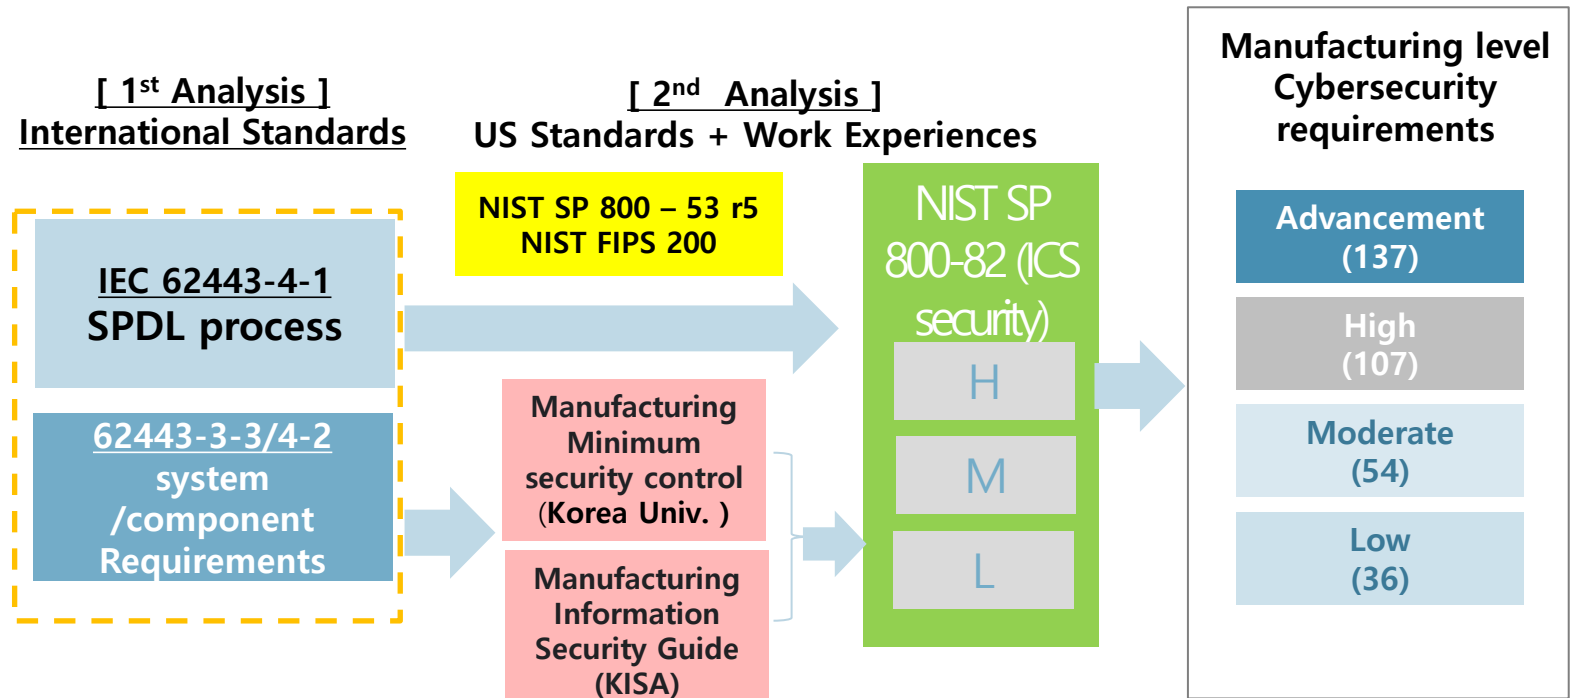 [ 1st Analysis ]
International Standards
[ 2nd Analysis ]
US Standards + Work Experiences
Manufacturing level
Cybersecurity
requirements
IEC 62443-4-1
SPDL process
62443-3-3/4-2
system
/component
Requirements
NIST SP 800 – 53 r5
NIST FIPS 200
Manufacturing
Minimum
security control
(Korea Univ. )
Manufacturing
Information
Security Guide
(KISA)
NIST SP
800-82 (ICS
security)
H
M
L
Advancement
(137)
High
(107)
Moderate
(54)
Low
(36)